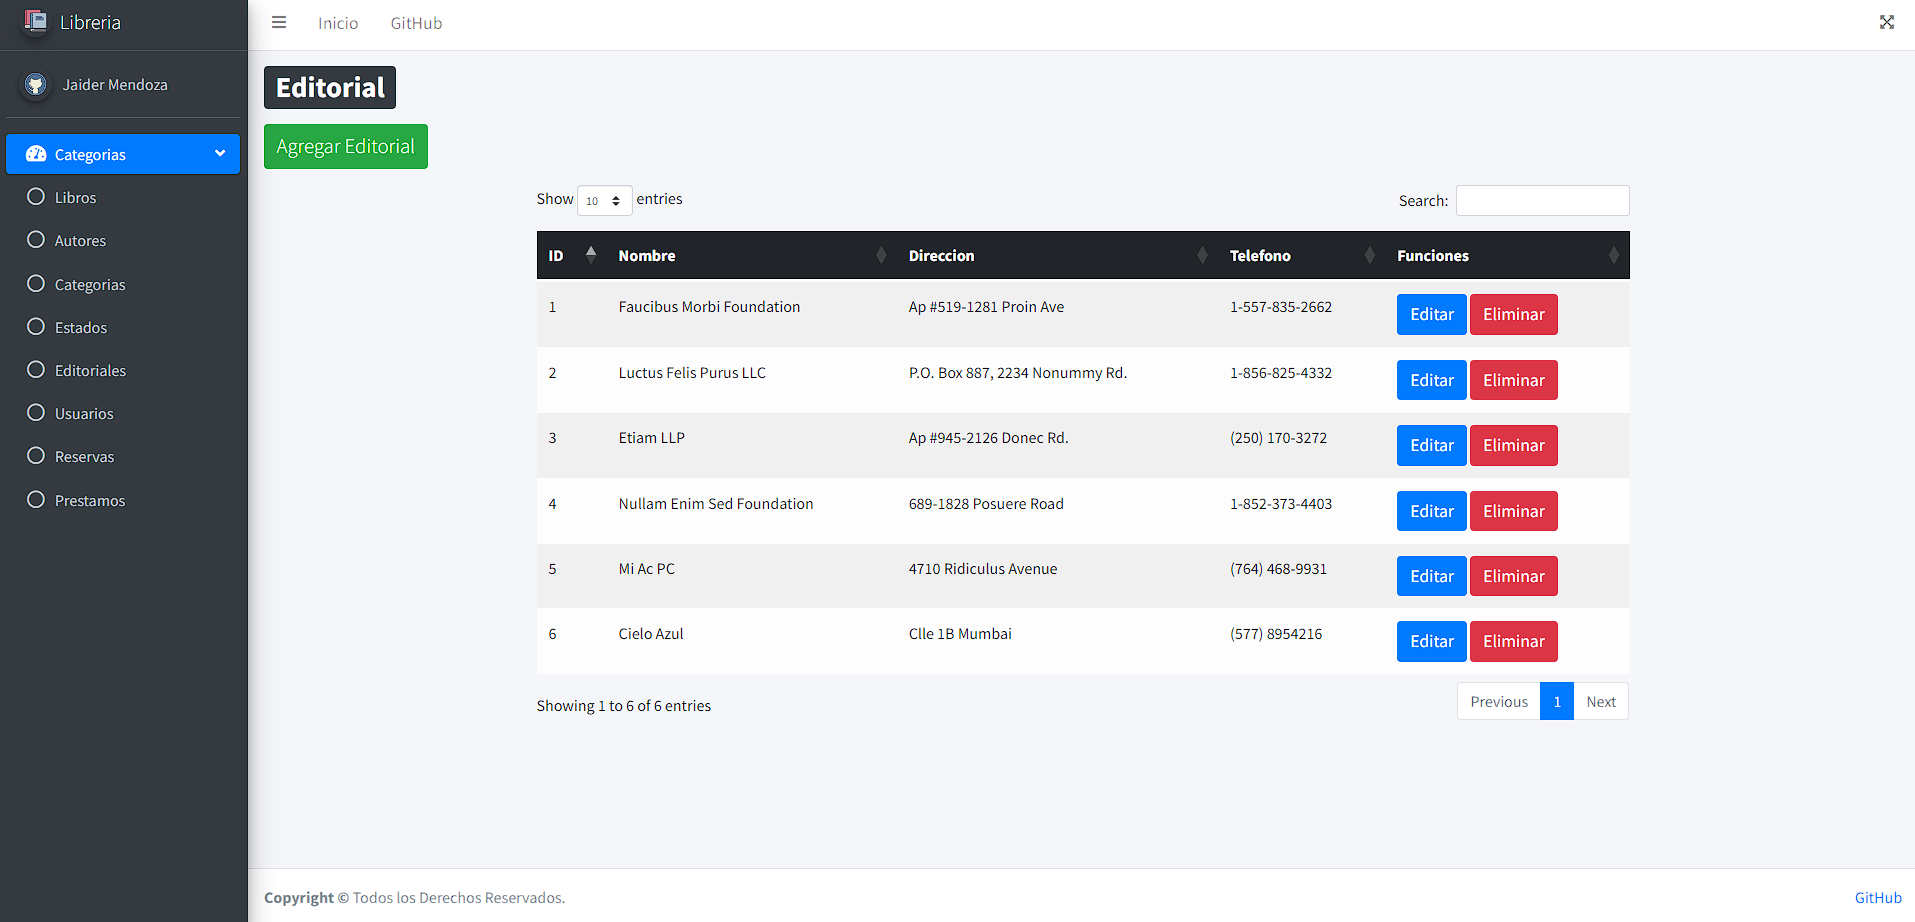 Libreria
Inicio GitHub
Jaider Mendoza
Categorias
Libros
Autores
Categorias
Estados
Editoriales
Usuarios
Reservas
Prestamos
Editorial
Agregar Editorial
Show 10 entries Search:
ID Nombre Direccion Telefono Funciones
1 Faucibus Morbi Foundation Ap #519-1281 Proin Ave 1-557-835-2662 Editar Eliminar
2 Luctus Felis Purus LLC P.O. Box 887, 2234 Nonummy Rd. 1-856-825-4332 Editar Eliminar
3 Etiam LLP Ap #945-2126 Donec Rd. (250) 170-3272 Editar Eliminar
4 Nullam Enim Sed Foundation 689-1828 Posuere Road 1-852-373-4403 Editar Eliminar
5 Mi Ac PC 4710 Ridiculus Avenue (764) 468-9931 Editar Eliminar
6 Cielo Azul Clle 1B Mumbai (577) 8954216 Editar Eliminar
Showing 1 to 6 of 6 entries Previous 1 Next
Copyright © Todos los Derechos Reservados. GitHub